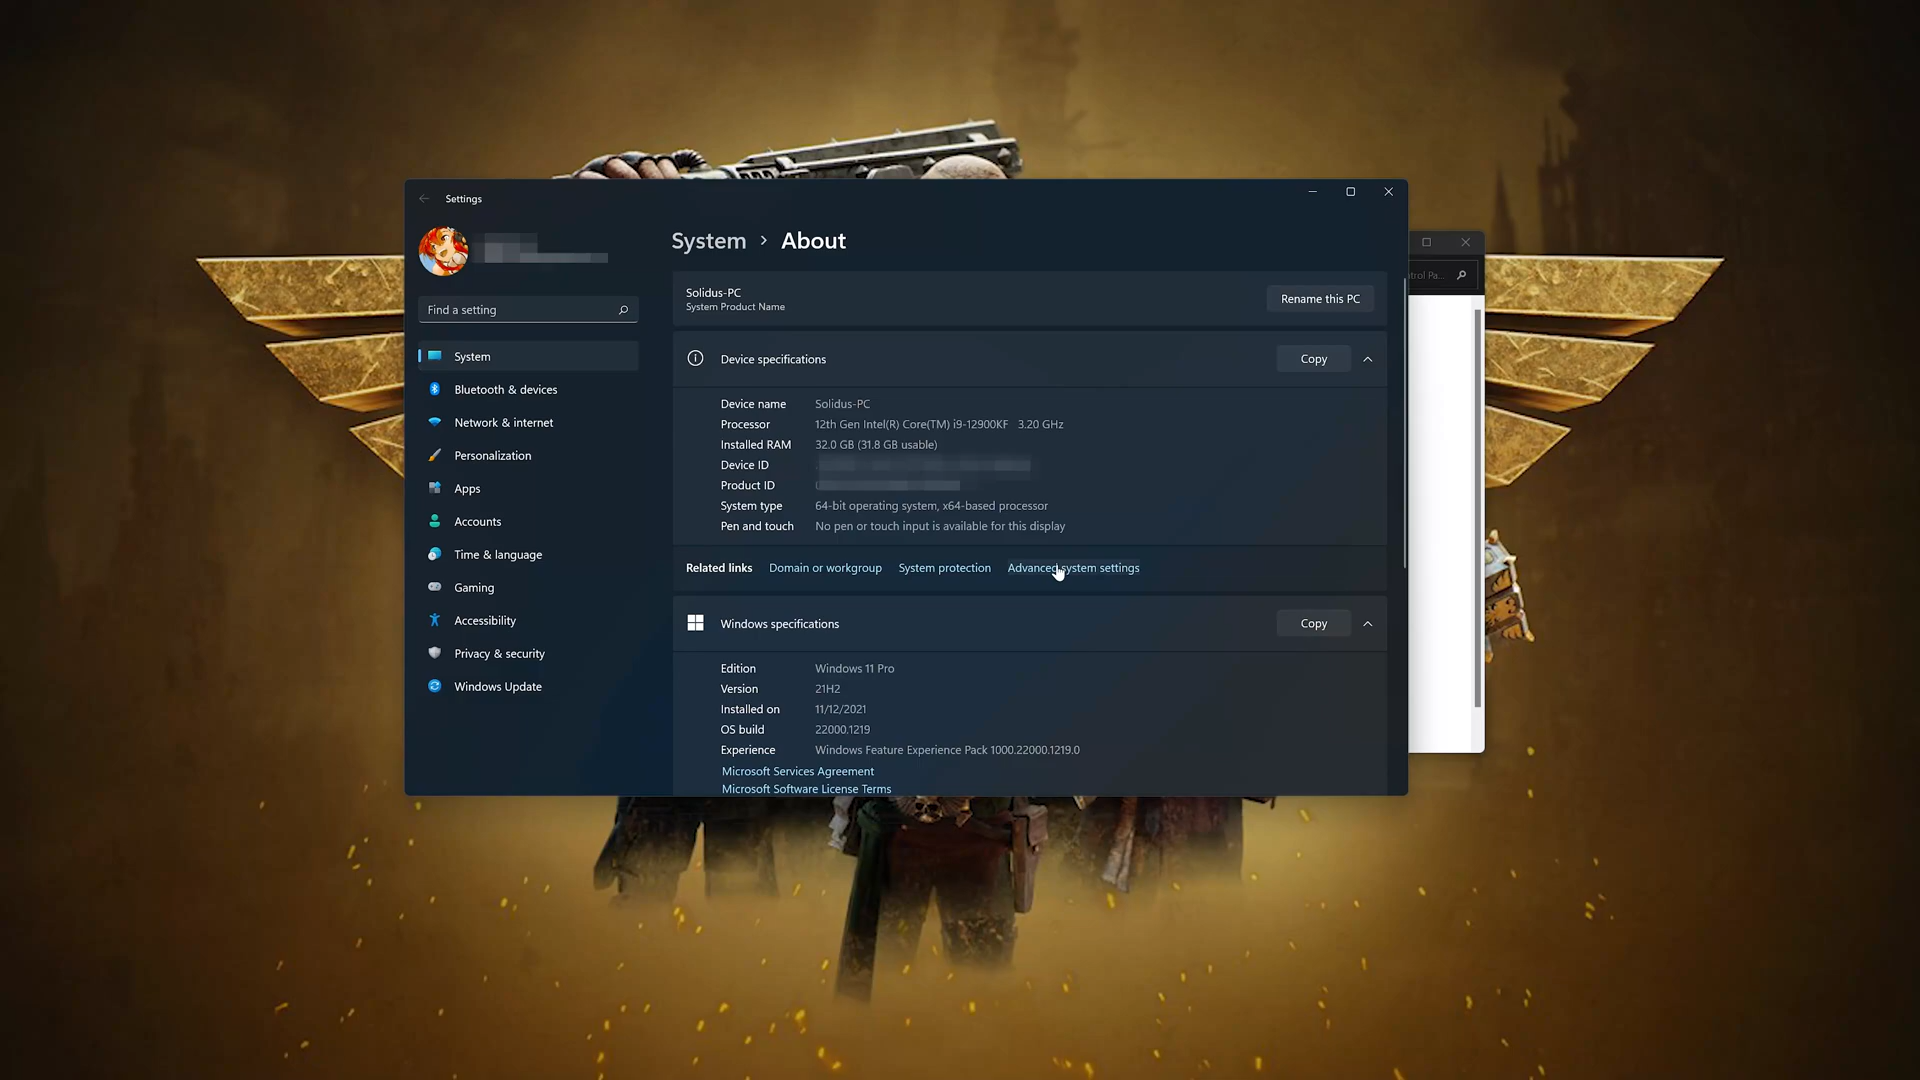 Settings
System > About
Solidus-PC
System Product Name
Rename this PC
trol Pa...
Find a setting
System
Bluetooth & devices
Network & internet
Personalization
Apps
Accounts
Time & language
Gaming
Accessibility
Privacy & security
Windows Update
Device specifications
Copy
Device name Solidus-PC
Processor 12th Gen Intel(R) Core(TM) i9-12900KF 3.20 GHz
Installed RAM 32.0 GB (31.8 GB usable)
Device ID
Product ID
System type 64-bit operating system, x64-based processor
Pen and touch No pen or touch input is available for this display
Related links Domain or workgroup System protection Advanced system settings
Windows specifications
Copy
Edition Windows 11 Pro
Version 21H2
Installed on 11/12/2021
OS build 22000.1219
Experience Windows Feature Experience Pack 1000.22000.1219.0
Microsoft Services Agreement
Microsoft Software License Terms